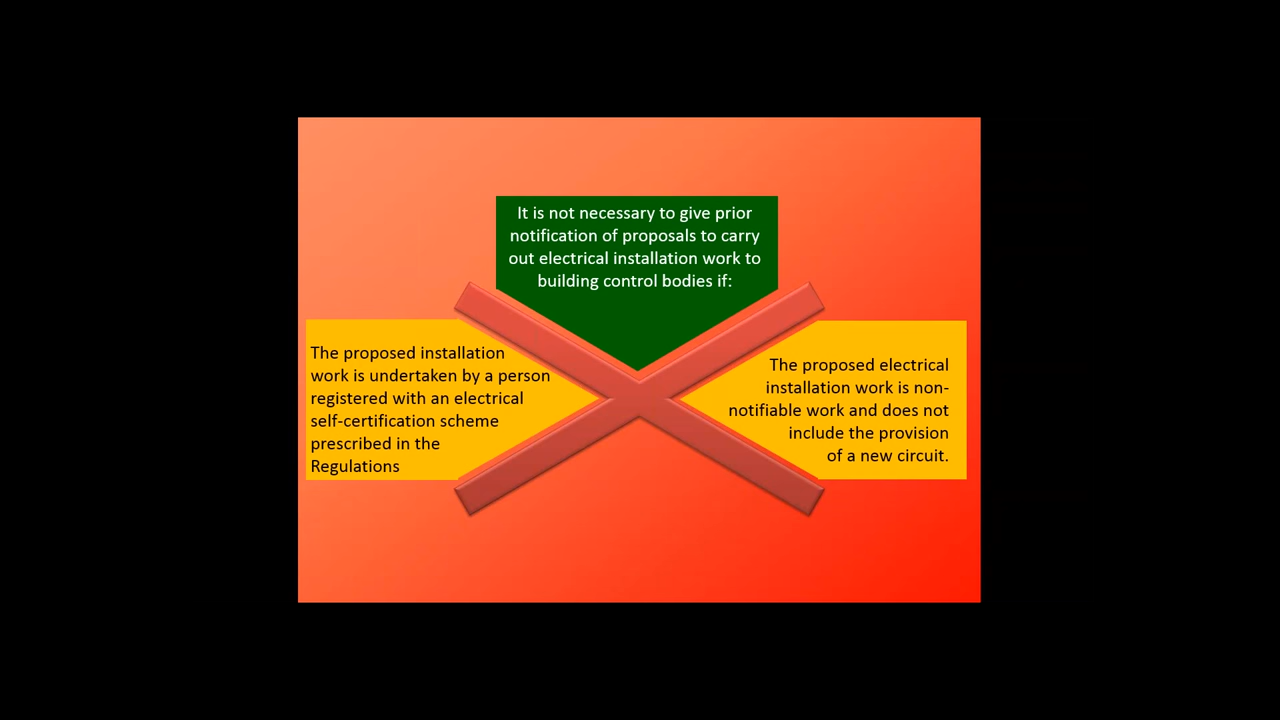 It is not necessary to give prior
notification of proposals to carry
out electrical installation work to
building control bodies if:
The proposed installation
work is undertaken by a person
registered with an electrical
self-certification scheme
prescribed in the
Regulations
The proposed electrical
installation work is non-
notifiable work and does not
include the provision
of a new circuit.